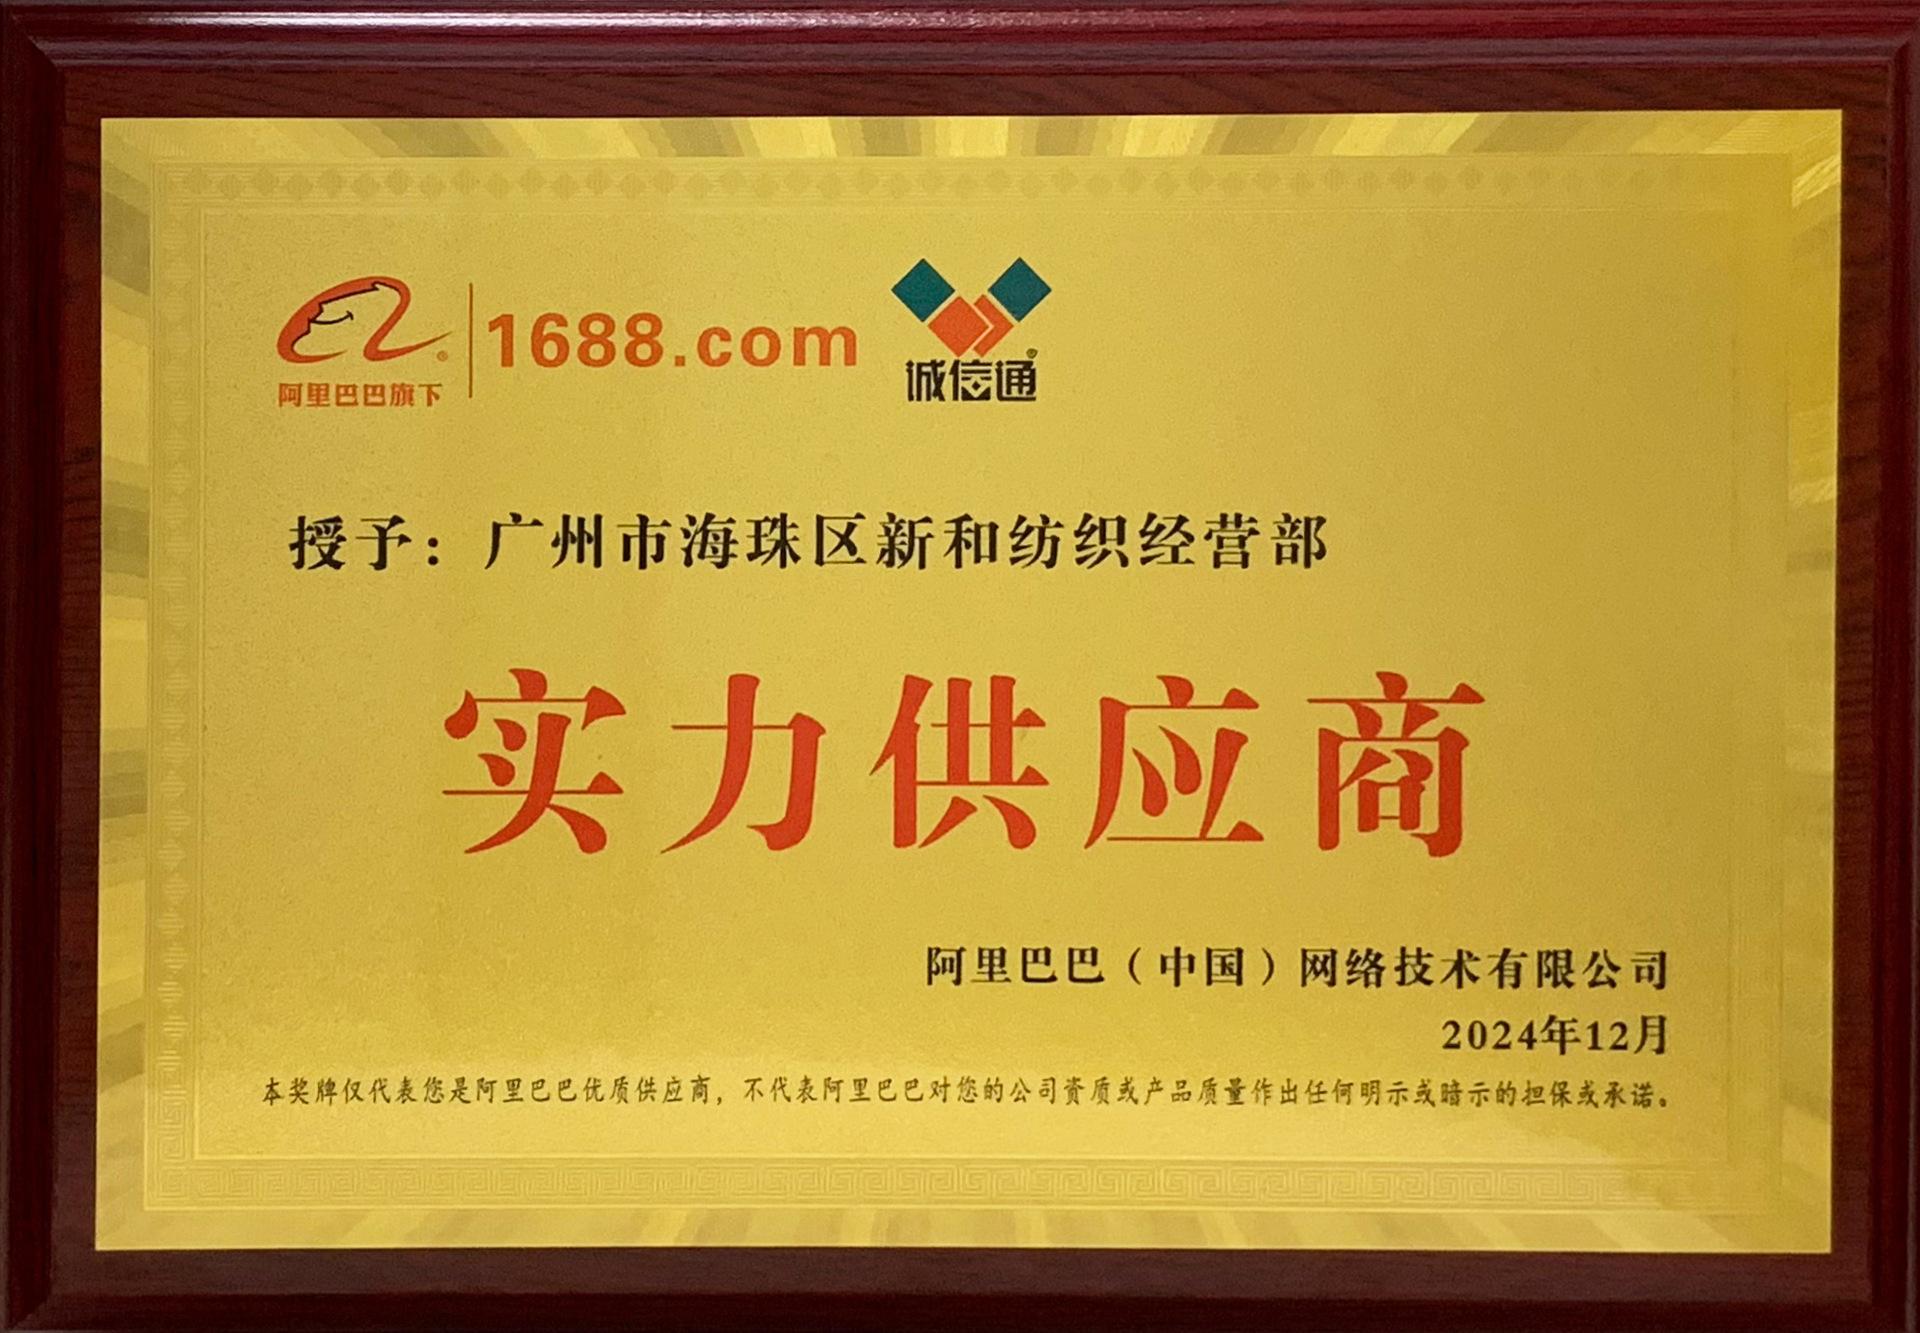 阿里巴巴旗下 1688.com 诚信通
授予：广州市海珠区新和纺织经营部
实力供应商
阿里巴巴（中国）网络技术有限公司
2024年12月
本奖牌仅代表您是阿里巴巴优质供应商，不代表阿里巴巴对您的公司资质或产品质量作出任何明示或暗示的担保或承诺。